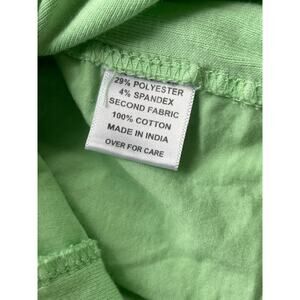 29% POLYESTER
4% SPANDEX
SECOND FABRIC
100% COTTON
MADE IN INDIA
OVER FOR CARE